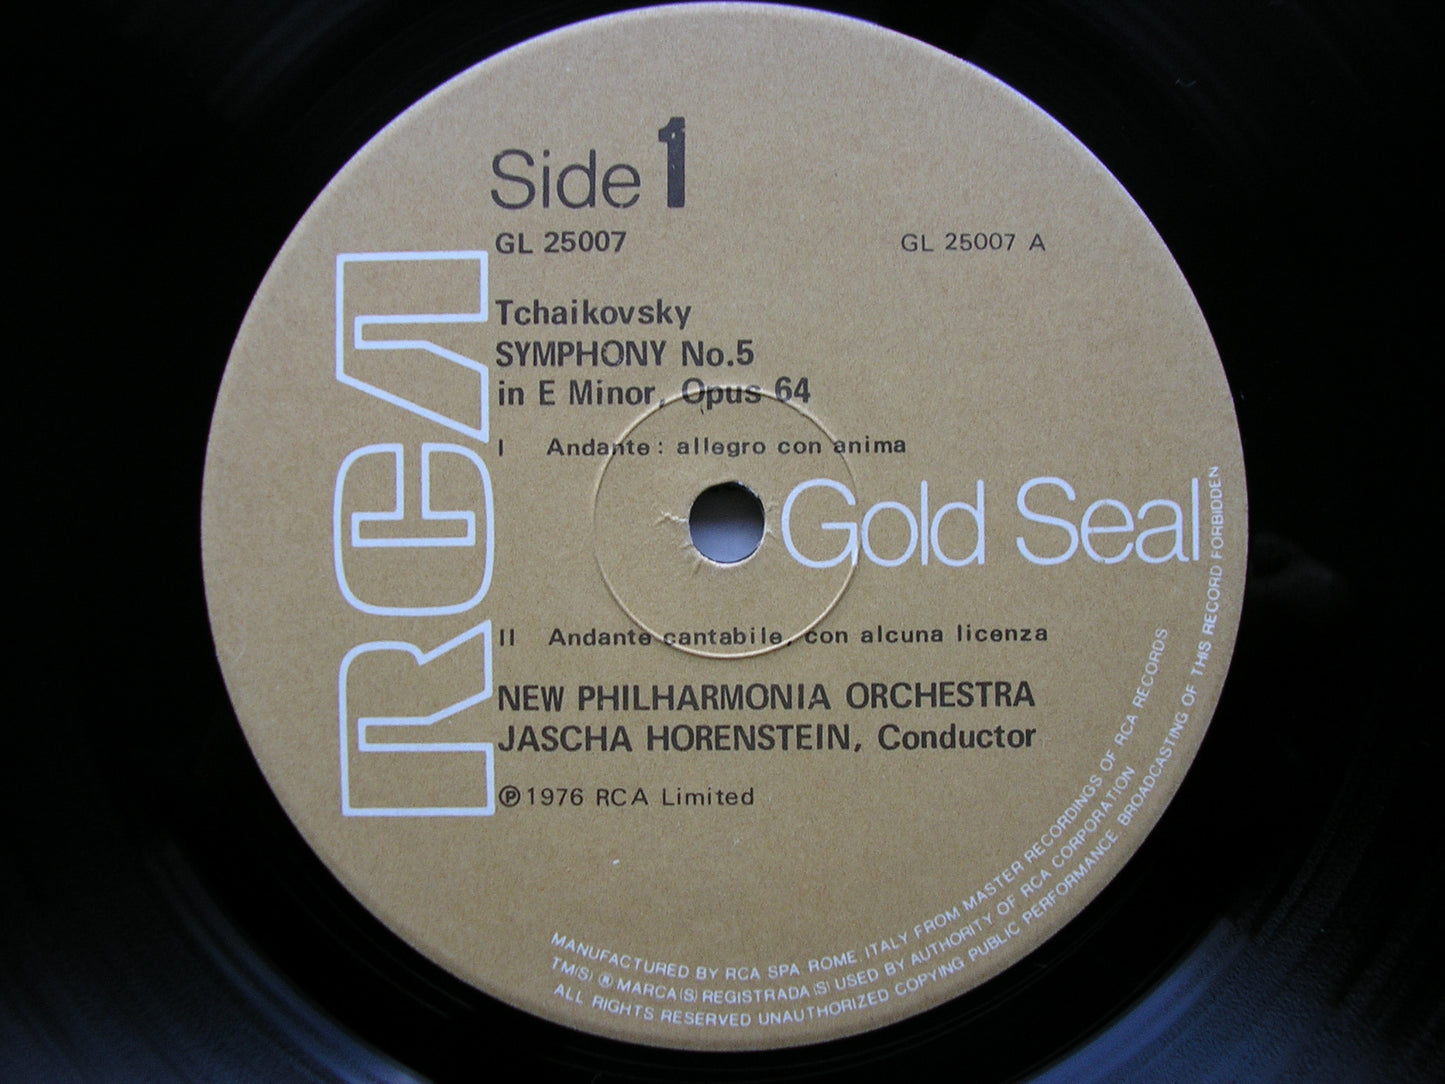 Side 1
GL 25007
GL 25007 A
Tchaikovsky
SYMPHONY No.5
in E Minor, Opus 64
I Andante: allegro con anima
RCA
Gold Seal
II Andante cantabile, con alcuna licenza
NEW PHILHARMONIA ORCHESTRA
JASCHA HORENSTEIN, Conductor
℗1976 RCA Limited
MANUFACTURED BY RCA SPA, ROME, ITALY FROM MASTER RECORDINGS OF RCA RECORDS
TM(S) ® MARCA(S) REGISTRADA(S) USED BY AUTHORITY OF RCA CORPORATION
ALL RIGHTS RESERVED UNAUTHORIZED COPYING PUBLIC PERFORMANCE, BROADCASTING OF THIS RECORD FORBIDDEN